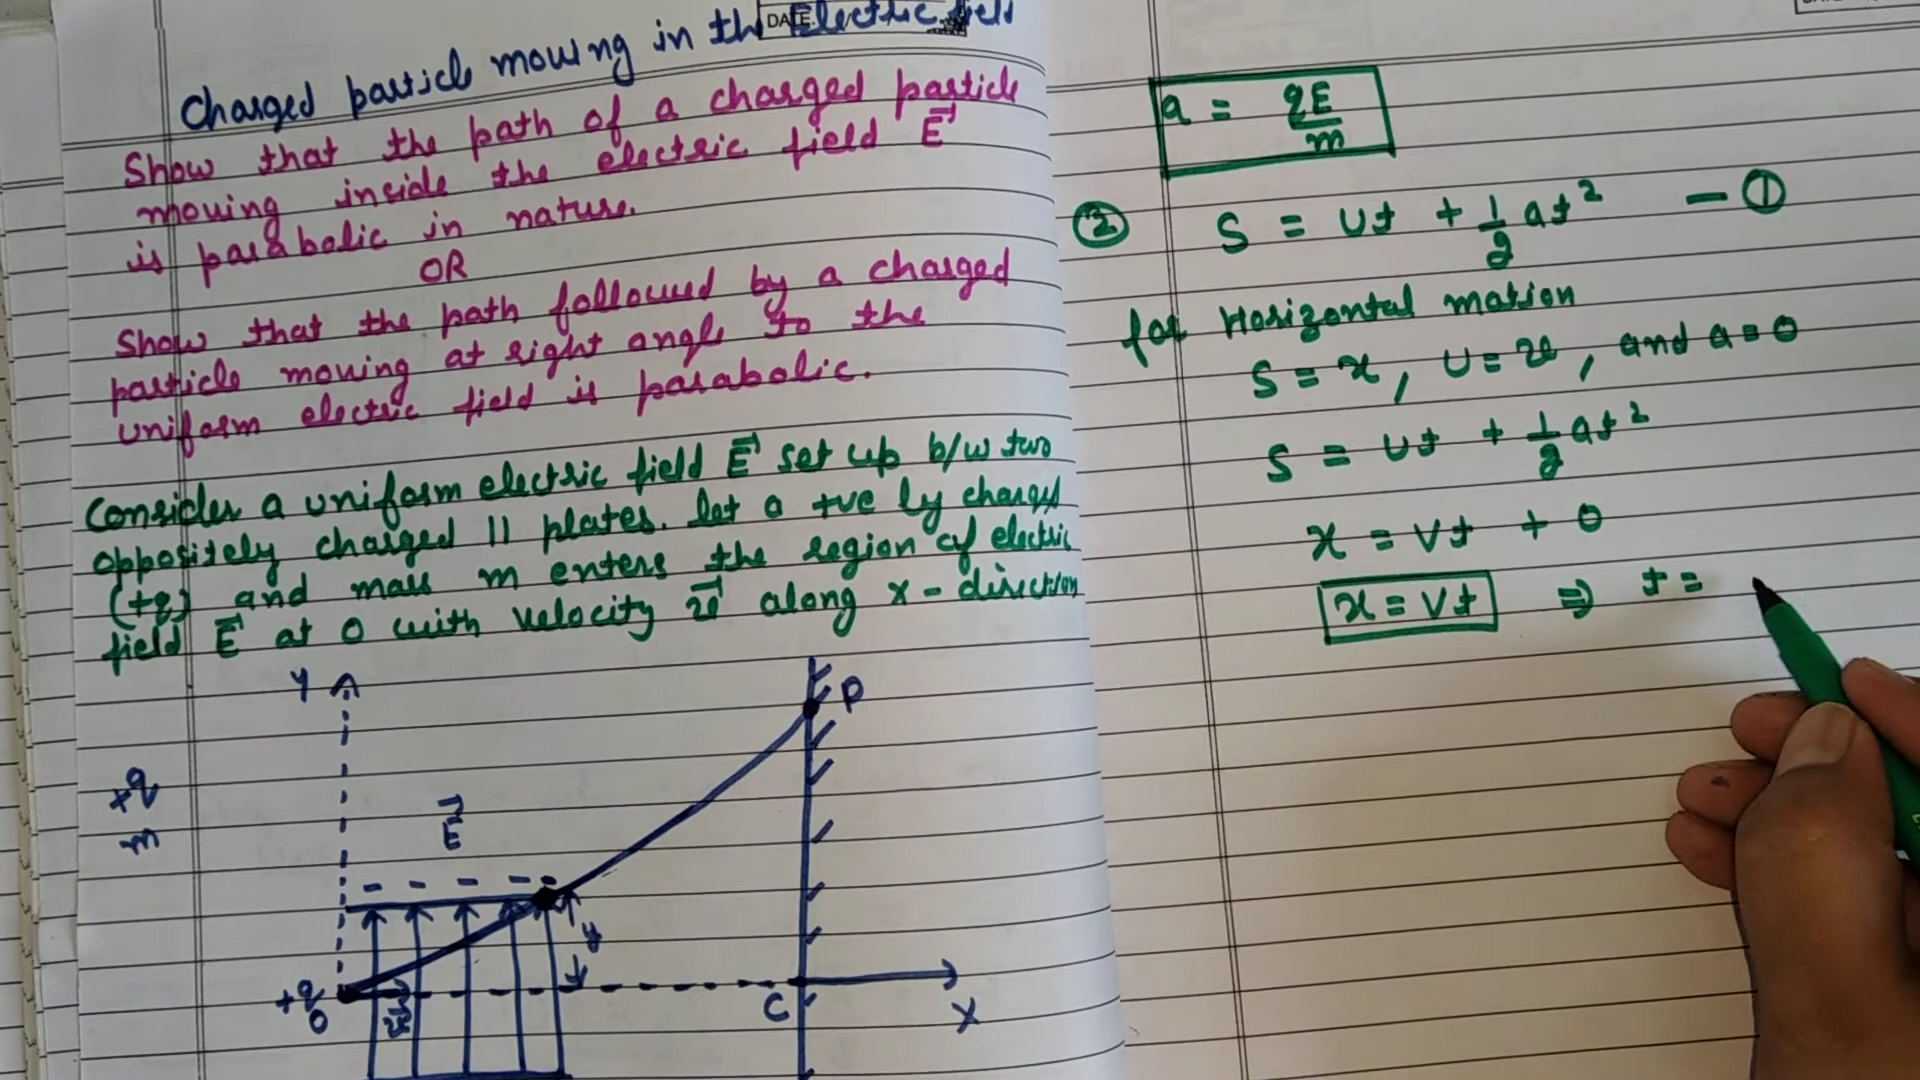 DATE.
Charged particle moving in the Electric field
Show that the path of a charged particle
moving inside the electric field E⃗
is parabolic in nature.
OR
Show that the path followed by a charged
particle moving at right angle to the
uniform electric field is parabolic.
Consider a uniform electric field E⃗ set up b/w two
oppositely charged || plates. Let a +ve ly charged
(+q) and mass m enters the region of electric
field E⃗ at O with velocity v⃗ along x-direction
Y
P
+q
m
E⃗
y
+q
O
v⃗
C
X
a = qE/m
② S = ut + 1/2 at² — ①
for Horizontal motion
S = x, u = v, and a = 0
S = ut + 1/2 at²
x = vt + 0
x = vt ⇒ t =